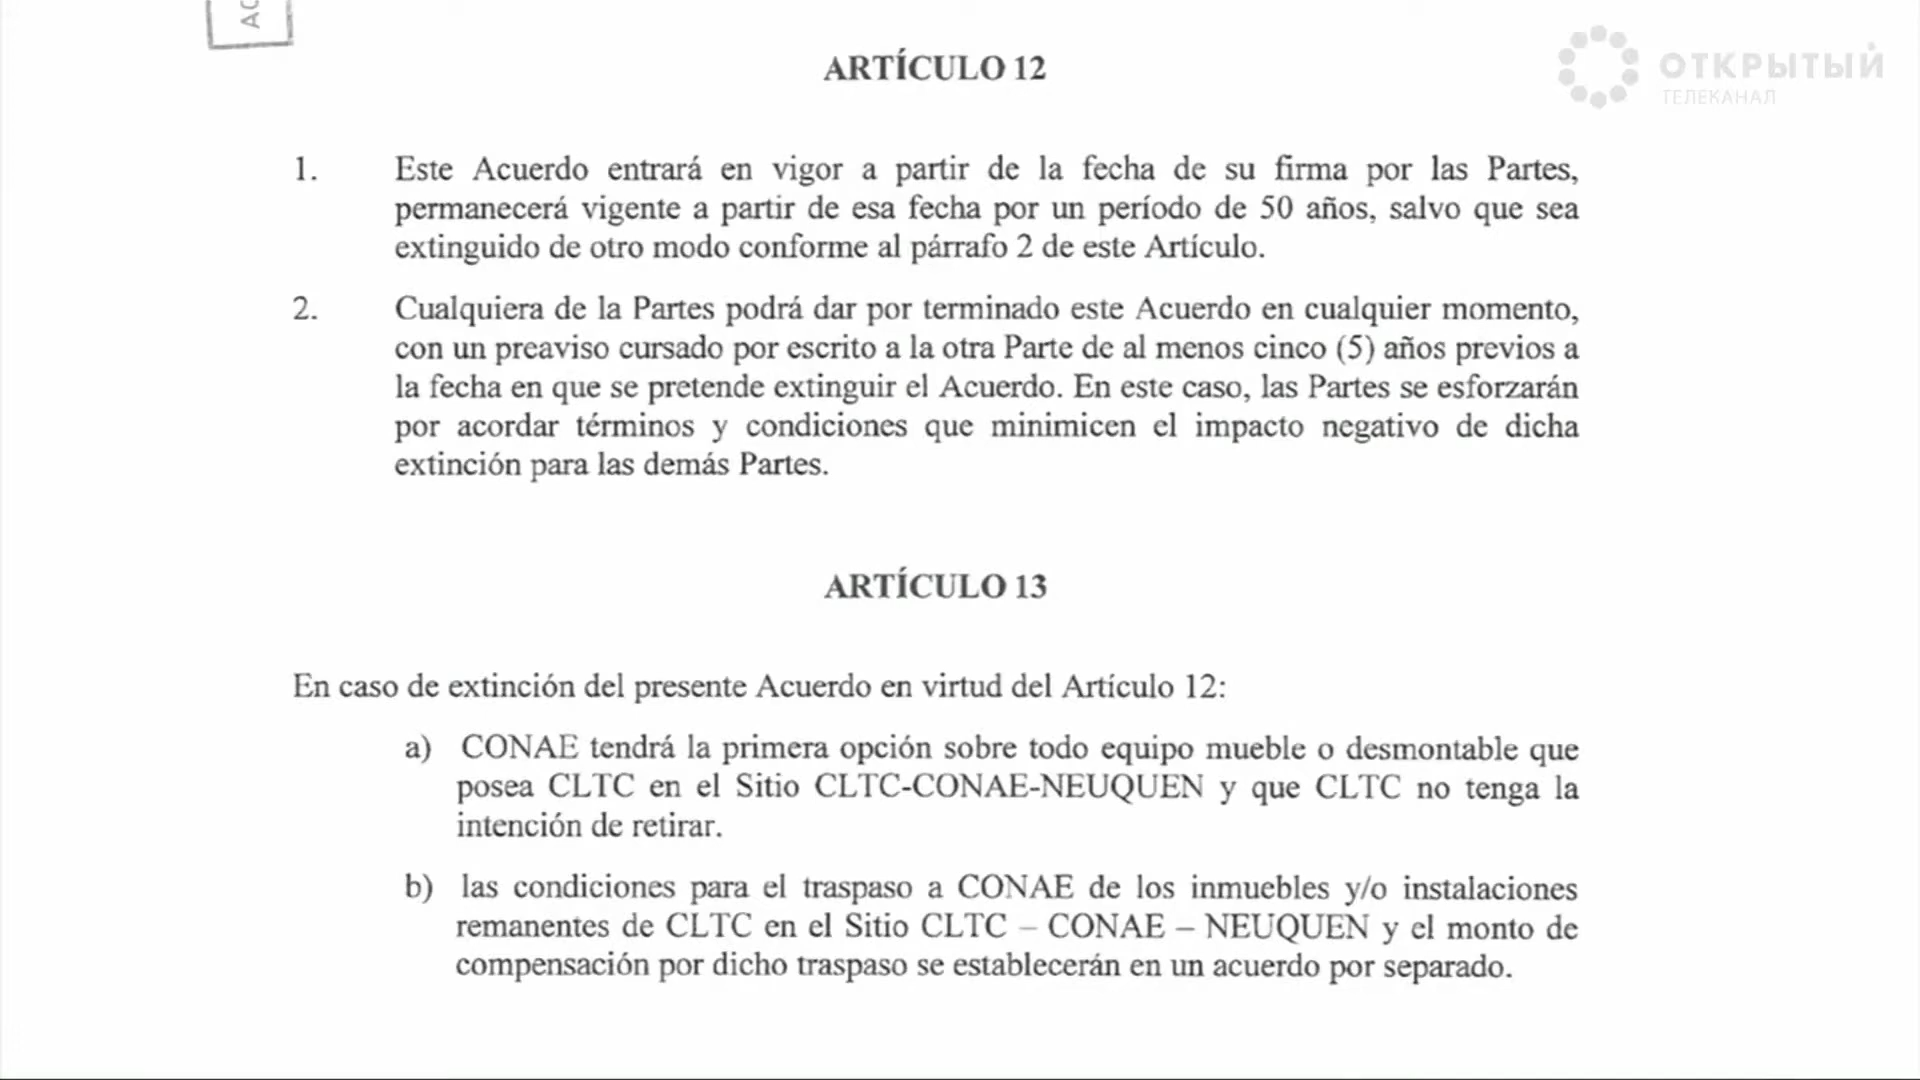 AC
ОТКРЫТЫЙ
ТЕЛЕКАНАЛ
ARTÍCULO 12
1. Este Acuerdo entrará en vigor a partir de la fecha de su firma por las Partes,
permanecerá vigente a partir de esa fecha por un período de 50 años, salvo que sea
extinguido de otro modo conforme al párrafo 2 de este Artículo.
2. Cualquiera de la Partes podrá dar por terminado este Acuerdo en cualquier momento,
con un preaviso cursado por escrito a la otra Parte de al menos cinco (5) años previos a
la fecha en que se pretende extinguir el Acuerdo. En este caso, las Partes se esforzarán
por acordar términos y condiciones que minimicen el impacto negativo de dicha
extinción para las demás Partes.
ARTÍCULO 13
En caso de extinción del presente Acuerdo en virtud del Artículo 12:
a) CONAE tendrá la primera opción sobre todo equipo mueble o desmontable que
posea CLTC en el Sitio CLTC-CONAE-NEUQUEN y que CLTC no tenga la
intención de retirar.
b) las condiciones para el traspaso a CONAE de los inmuebles y/o instalaciones
remanentes de CLTC en el Sitio CLTC – CONAE – NEUQUEN y el monto de
compensación por dicho traspaso se establecerán en un acuerdo por separado.